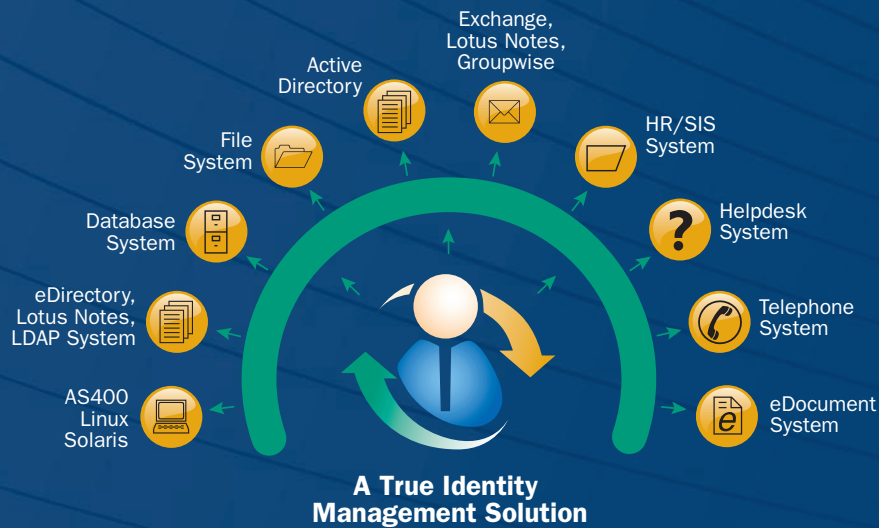 Exchange,
Lotus Notes,
Groupwise
Active
Directory
HR/SIS
System
File
System
Helpdesk
System
Database
System
eDirectory,
Lotus Notes,
LDAP System
Telephone
System
AS400
Linux
Solaris
e
eDocument
System
?
A True Identity
Management Solution